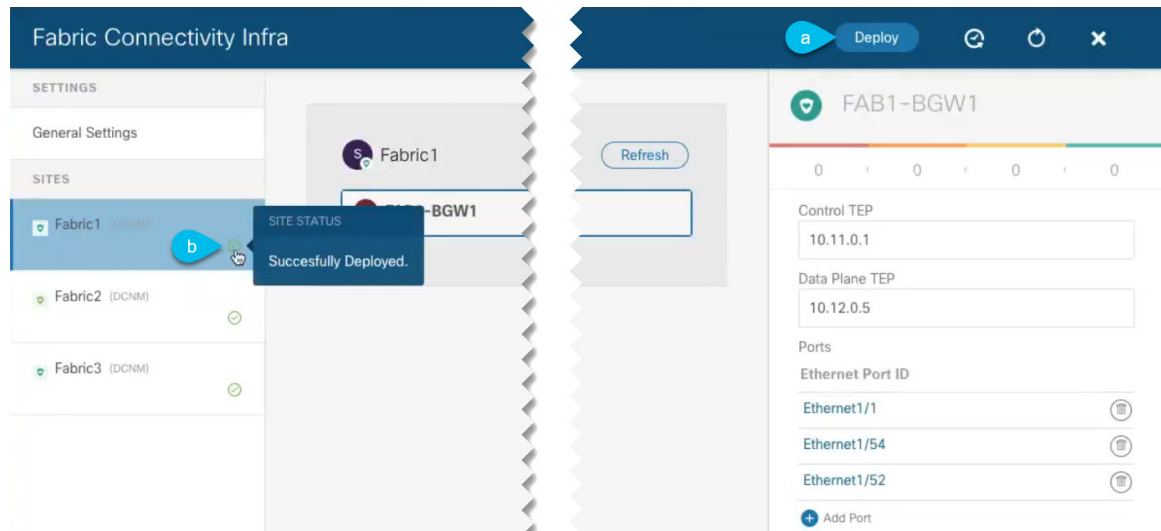 Fabric Connectivity Infra
a
Deploy
SETTINGS
General Settings
SITES
Fabric1
b
SITE STATUS
Succesfully Deployed.
Fabric2 (DCNM)
Fabric3 (DCNM)
S
Fabric1
Refresh
-BGW1
FAB1-BGW1
0 0 0 0
Control TEP
10.11.0.1
Data Plane TEP
10.12.0.5
Ports
Ethernet Port ID
Ethernet1/1
Ethernet1/54
Ethernet1/52
Add Port